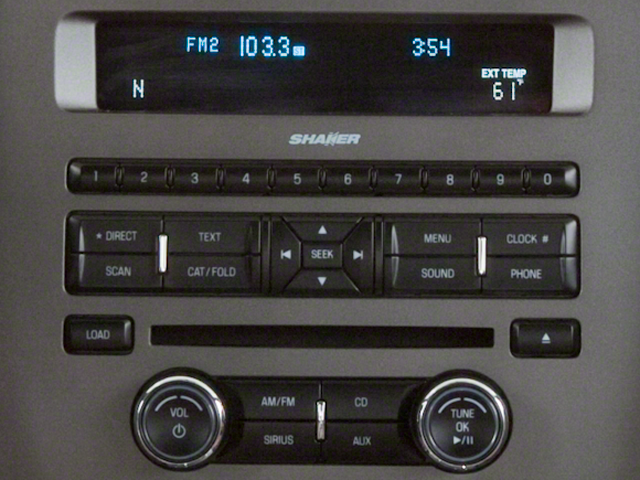 FM2 103.3 3:54
EXT TEMP
N 61°F
SHAKER
1 2 3 4 5 6 7 8 9 0
* DIRECT TEXT MENU CLOCK #
SEEK
SCAN CAT/FOLD SOUND PHONE
LOAD
AM/FM CD
VOL TUNE
OK
SIRIUS AUX